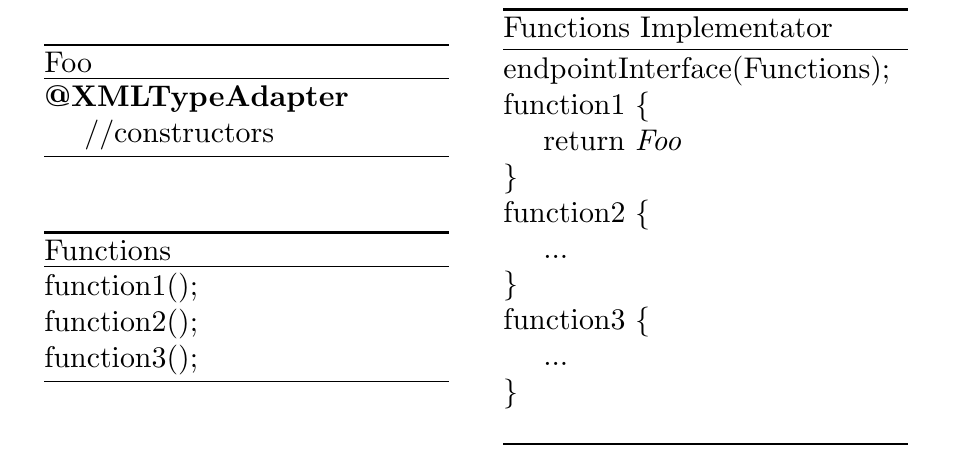 Foo
@XMLTypeAdapter
//constructors
Functions
function1();
function2();
function3();
Functions Implementator
endpointInterface(Functions);
function1 {
return Foo
}
function2 {
...
}
function3 {
...
}